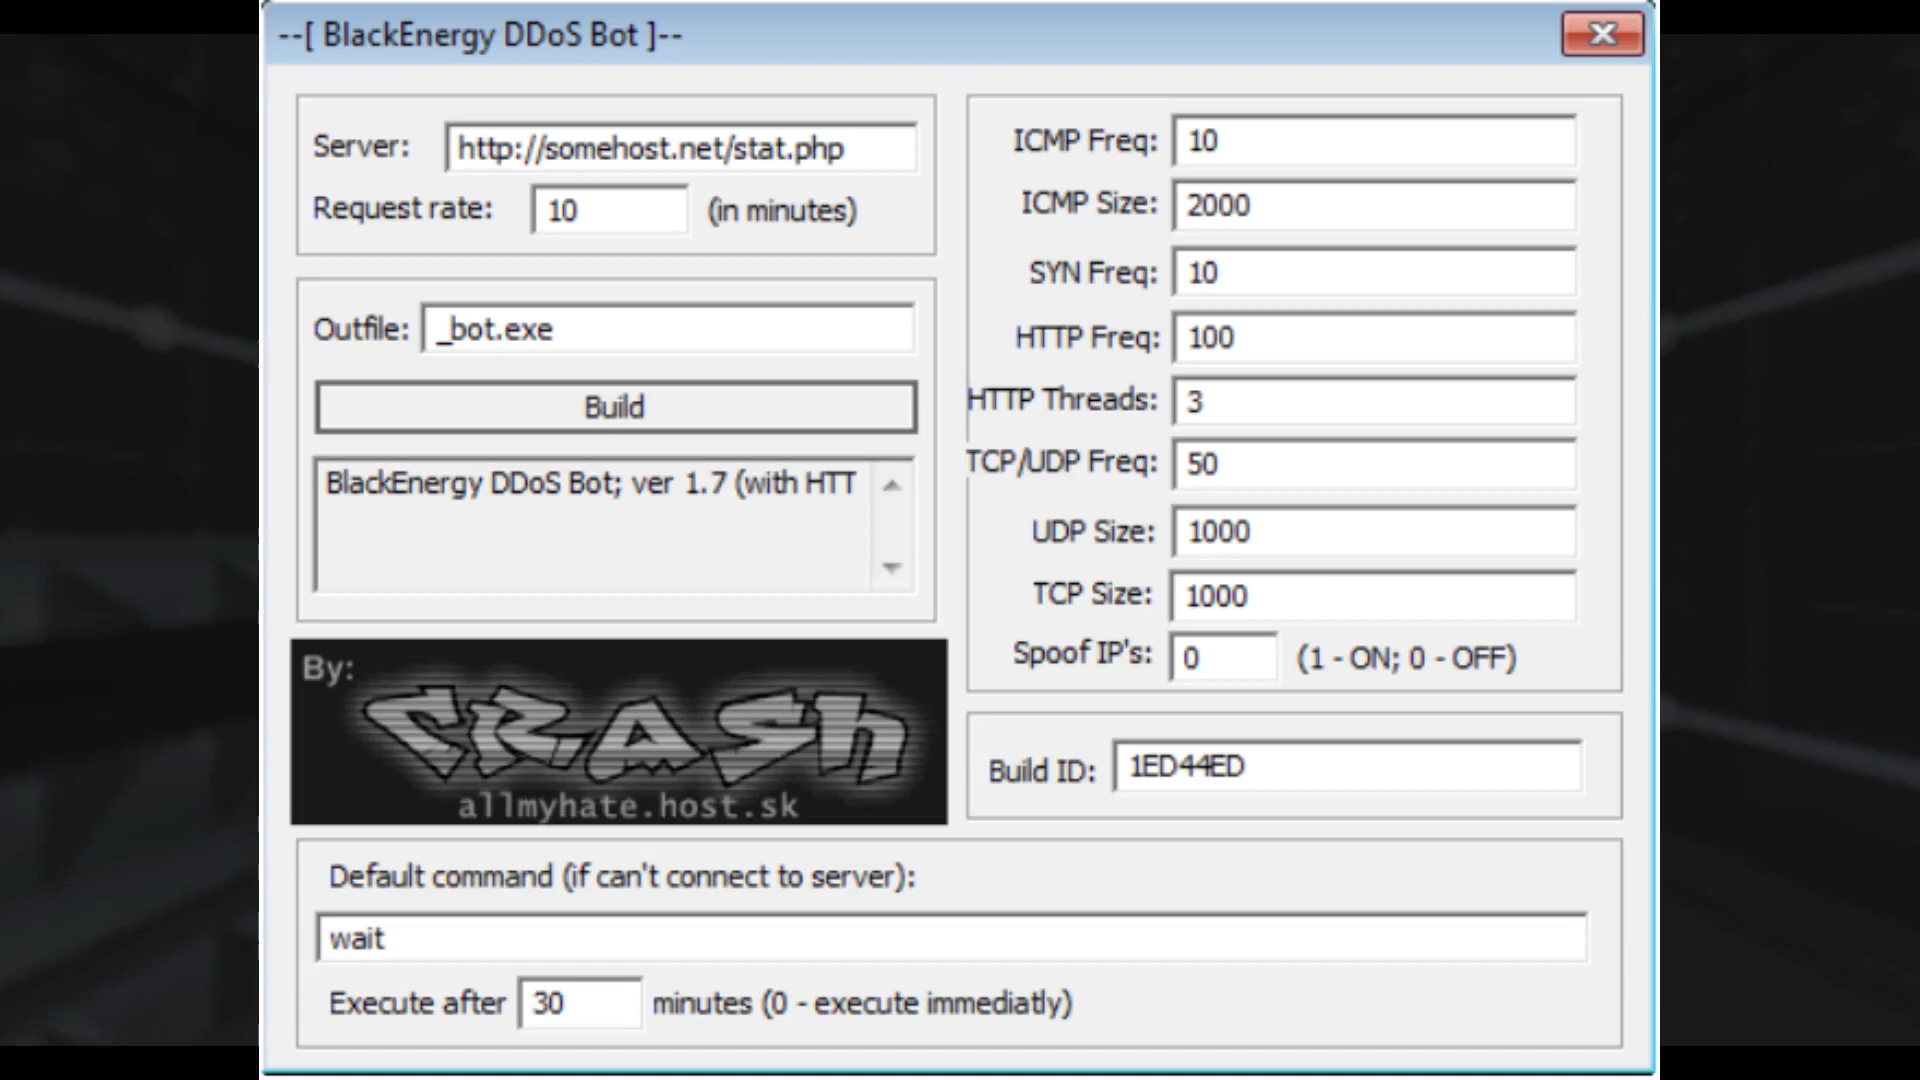 --[ BlackEnergy DDoS Bot ]--
Server: http://somehost.net/stat.php
Request rate: 10 (in minutes)
Outfile: _bot.exe
Build
BlackEnergy DDoS Bot; ver 1.7 (with HTT
By:
CRASh
allmyhate.host.sk
ICMP Freq: 10
ICMP Size: 2000
SYN Freq: 10
HTTP Freq: 100
HTTP Threads: 3
TCP/UDP Freq: 50
UDP Size: 1000
TCP Size: 1000
Spoof IP's: 0 (1 - ON; 0 - OFF)
Build ID: 1ED44ED
Default command (if can't connect to server):
wait
Execute after 30 minutes (0 - execute immediatly)